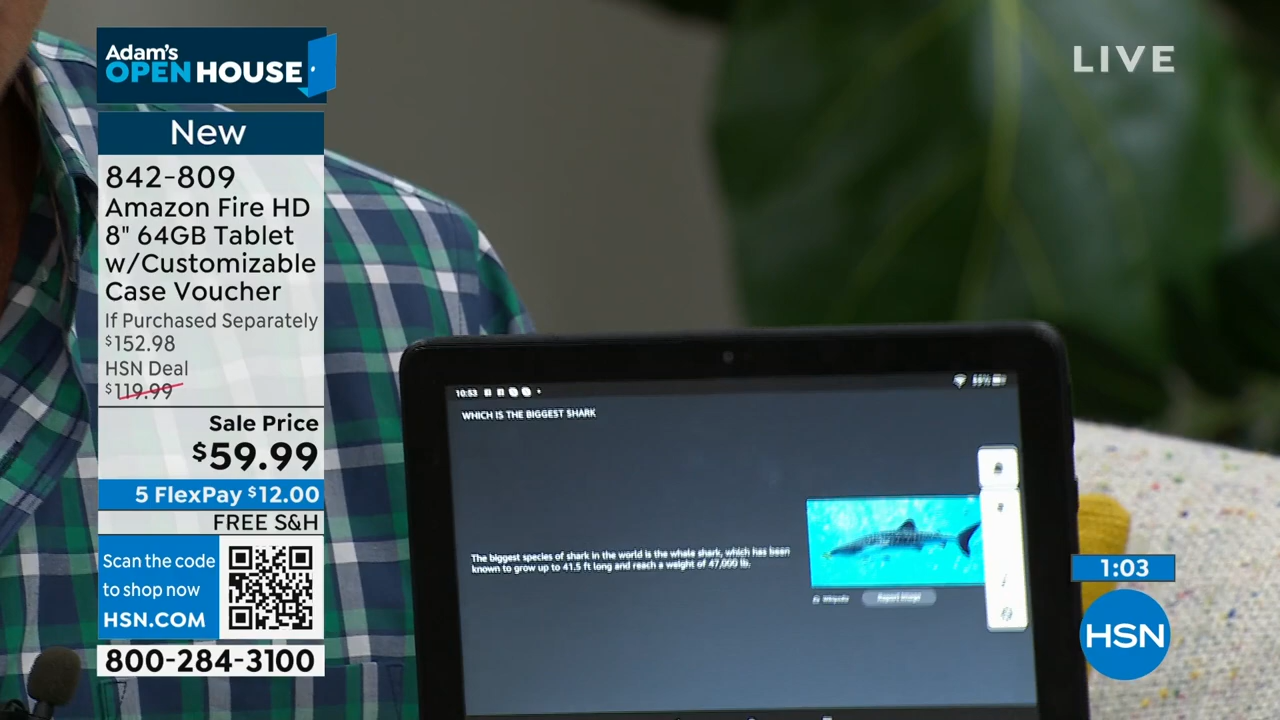 Adam's
OPEN HOUSE
LIVE
New
842-809
Amazon Fire HD
8" 64GB Tablet
w/Customizable
Case Voucher
If Purchased Separately
$152.98
HSN Deal
$119.99
Sale Price
$59.99
5 FlexPay $12.00
FREE S&H
Scan the code
to shop now
HSN.COM
800-284-3100
10:53
WHICH IS THE BIGGEST SHARK
The biggest species of shark in the world is the whale shark, which has been
known to grow up to 41.5 ft long and reach a weight of 47,000 lb.
Wikipedia
Report image
1:03
HSN